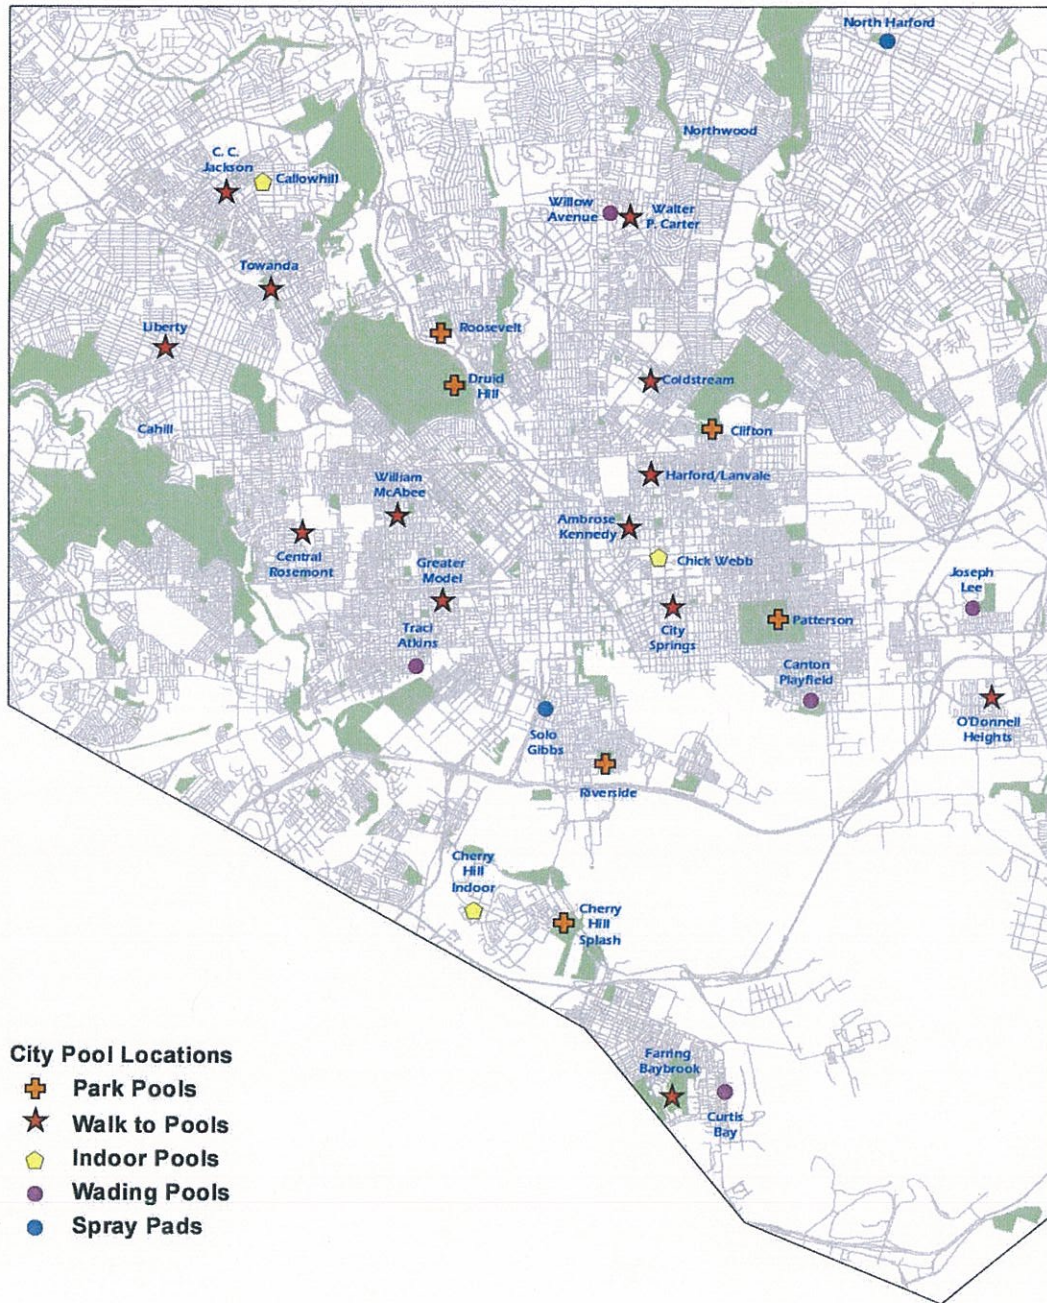 North Harford
Northwood
C. C.
Jackson
Callowhill
Willow
Avenue
Walter
P. Carter
Towanda
Liberty
Roosevelt
Druid
Hill
Coldstream
Cahill
Clifton
William
McAbee
Harford/Lanvale
Ambrose
Kennedy
Central
Rosemont
Greater
Model
Chick Webb
Joseph
Lee
Traci
Atkins
City
Springs
Patterson
Canton
Playfield
Solo
Gibbs
O'Donnell
Heights
Riverside
Cherry
Hill
Indoor
Cherry
Hill
Splash
Farring
Baybrook
Curtis
Bay
City Pool Locations
Park Pools
Walk to Pools
Indoor Pools
Wading Pools
Spray Pads